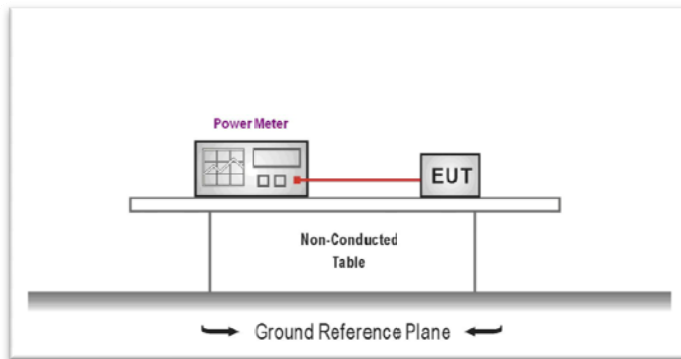 Power Meter
EUT
Non-Conducted
Table
Ground Reference Plane